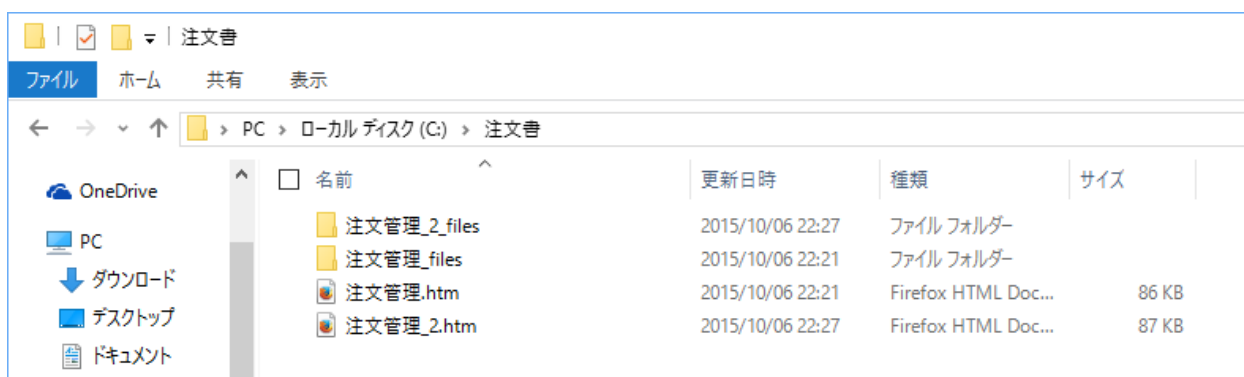 注文書
ファイル ホーム 共有 表示
PC › ローカル ディスク (C:) › 注文書
OneDrive
PC
ダウンロード
デスクトップ
ドキュメント
名前 更新日時 種類 サイズ
注文管理_2_files 2015/10/06 22:27 ファイル フォルダー
注文管理_files 2015/10/06 22:21 ファイル フォルダー
注文管理.htm 2015/10/06 22:21 Firefox HTML Doc... 86 KB
注文管理_2.htm 2015/10/06 22:27 Firefox HTML Doc... 87 KB